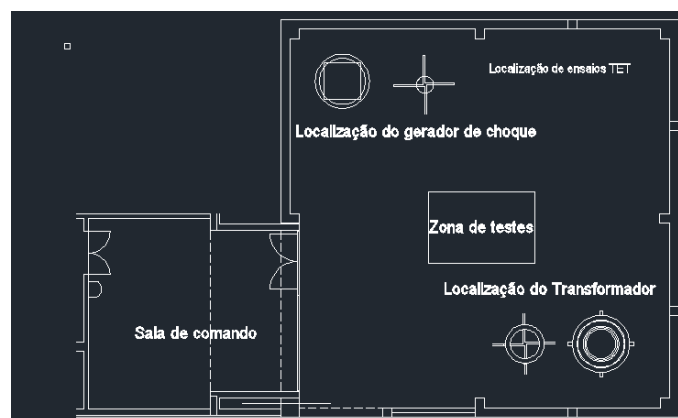 Localização de ensaios TET
Localização do gerador de choque
Zona de testes
Localização do Transformador
Sala de comando